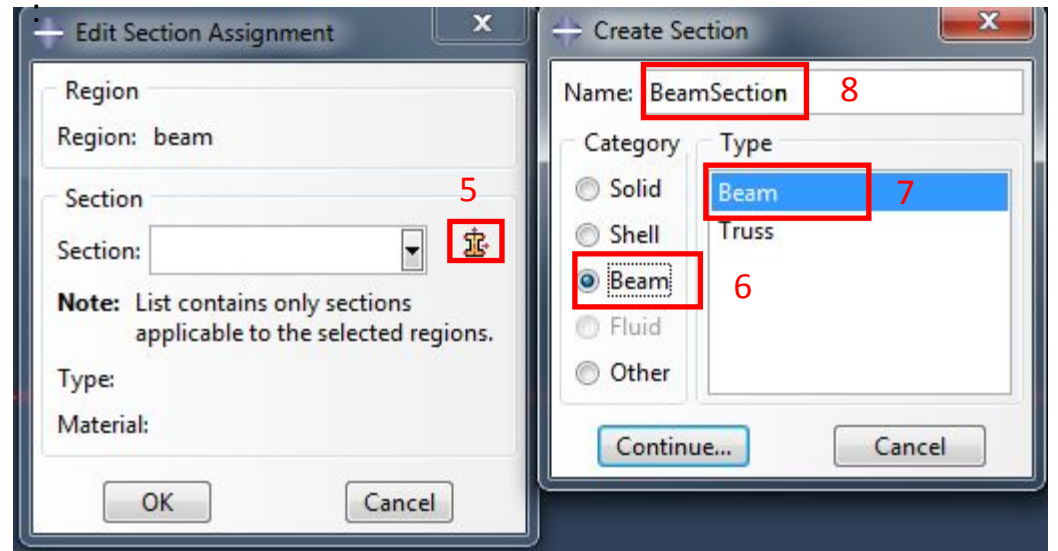 :
Edit Section Assignment
x
Region
Region: beam
Section
5
Section:
Note: List contains only sections
applicable to the selected regions.
Type:
Material:
OK Cancel
Create Section
x
Name: BeamSection 8
Category Type
Solid Beam 7
Shell Truss
Beam 6
Fluid
Other
Continue... Cancel